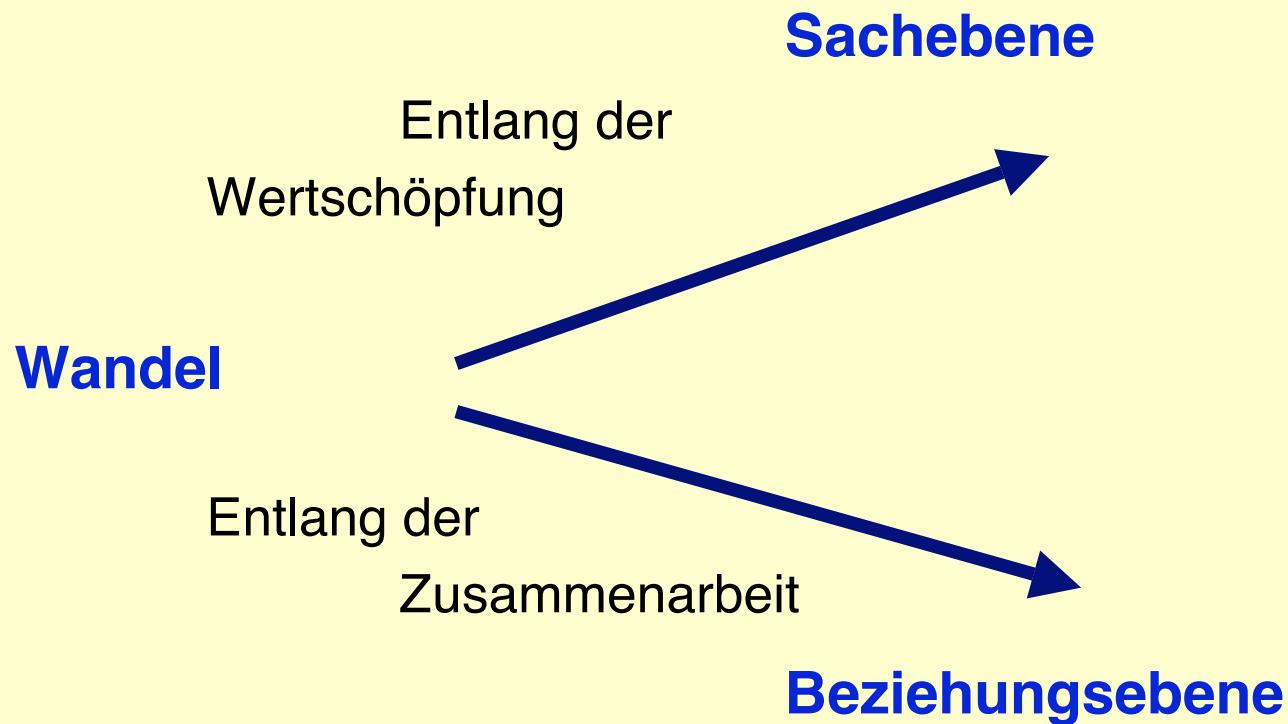 Sachebene
Entlang der
Wertschöpfung
Wandel
Entlang der
Zusammenarbeit
Beziehungsebene